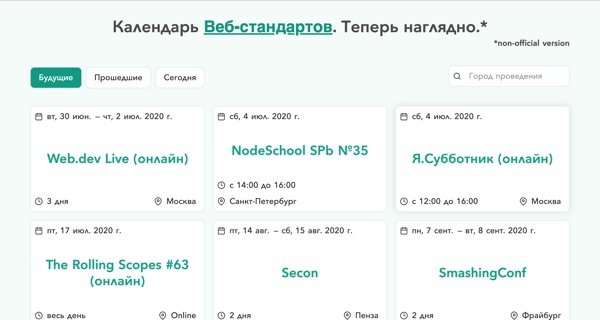 Календарь Веб-стандартов. Теперь наглядно.*
*non-official version
Будущие Прошедшие Сегодня Город проведения
вт, 30 июн. – чт, 2 июл. 2020 г.
Web.dev Live (онлайн)
3 дня Москва
сб, 4 июл. 2020 г.
NodeSchool SPb №35
с 14:00 до 16:00
Санкт-Петербург
сб, 4 июл. 2020 г.
Я.Субботник (онлайн)
с 12:00 до 16:00 Москва
пт, 17 июл. 2020 г.
The Rolling Scopes #63
(онлайн)
весь день Online
пт, 14 авг. – сб, 15 авг. 2020 г.
Secon
2 дня Пенза
пн, 7 сент. – вт, 8 сент. 2020 г.
SmashingConf
2 дня Фрайбург